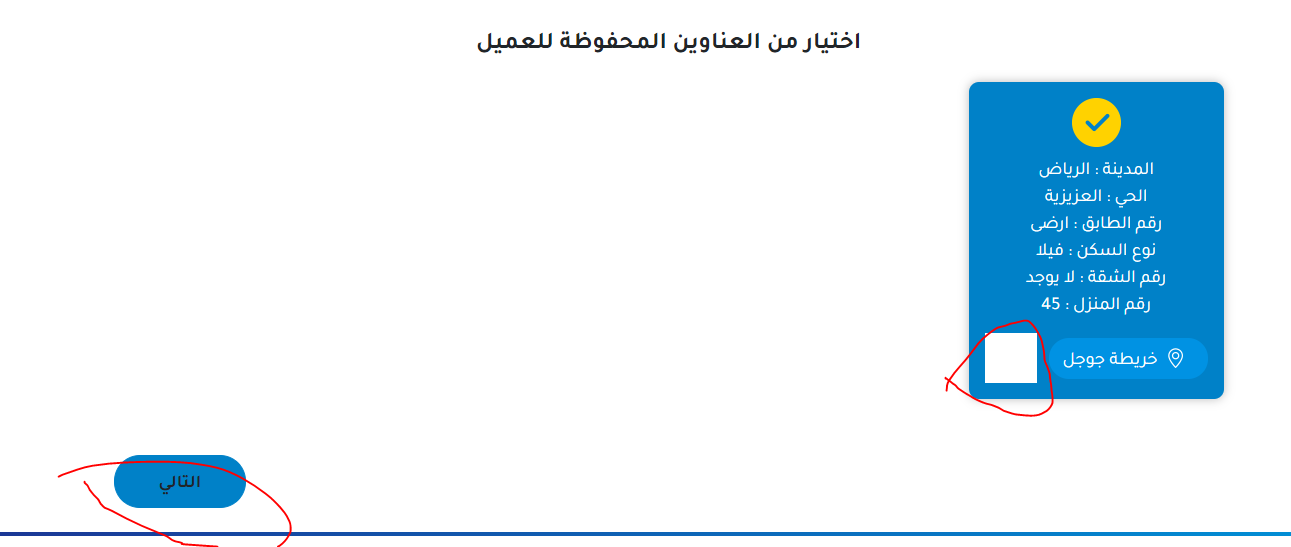 اختيار من العناوين المحفوظة للعميل
المدينة : الرياض
الحي : العزيزية
رقم الطابق : ارضى
نوع السكن : فيلا
رقم الشقة : لا يوجد
رقم المنزل : 45
خريطة جوجل
التالي